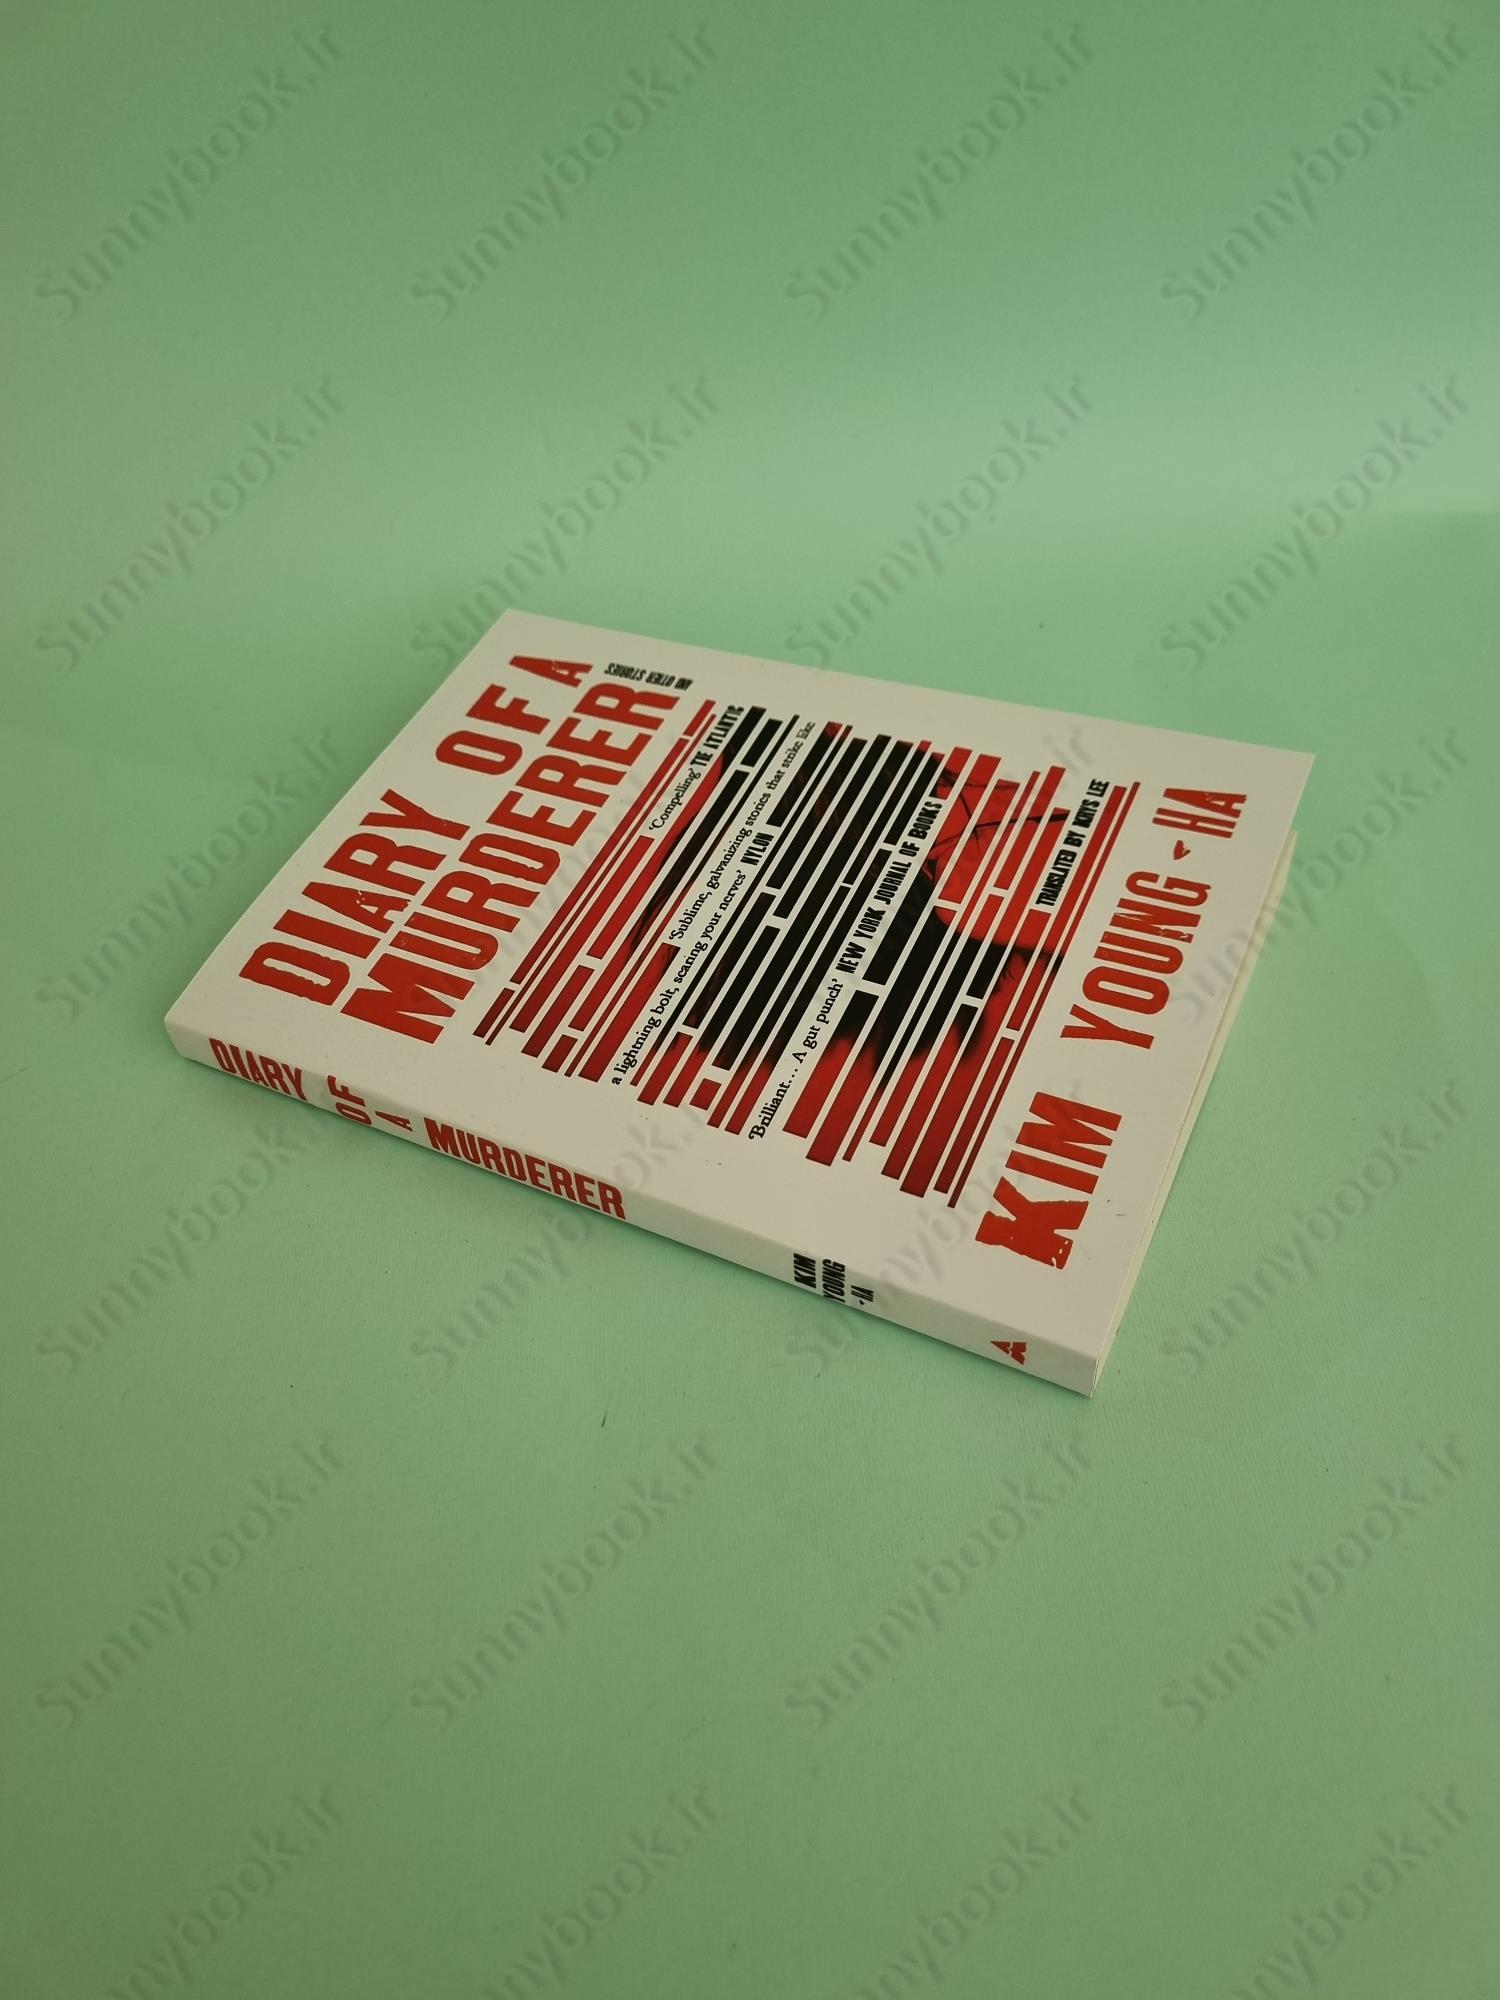 DIARY OF A
MURDERER
AND OTHER STORIES
'Compelling' THE ATLANTIC
'Sublime, galvanizing stories that strike like
a lightning bolt, searing your nerves' NYLON
'Brilliant... A gut punch' NEW YORK JOURNAL OF BOOKS
TRANSLATED BY KRYS LEE
KIM YOUNG-HA
DIARY
OF
A
MURDERER
KIM
YOUNG
-HA
Sunnybook.ir